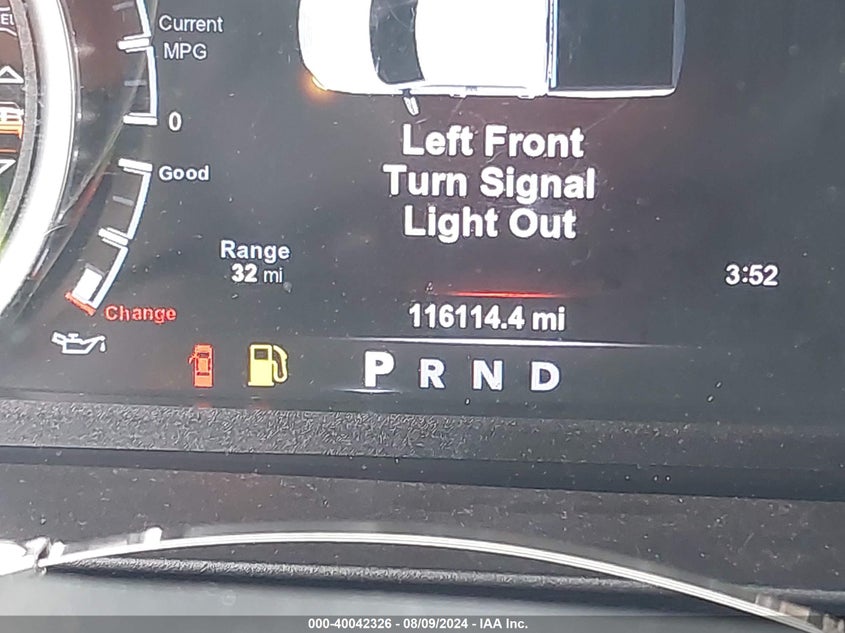 Current
MPG
0
Good
Left Front
Turn Signal
Light Out
Range
32 mi
3:52
Change
116114.4 mi
P R N D
000-40042326 - 08/09/2024 - IAA Inc.